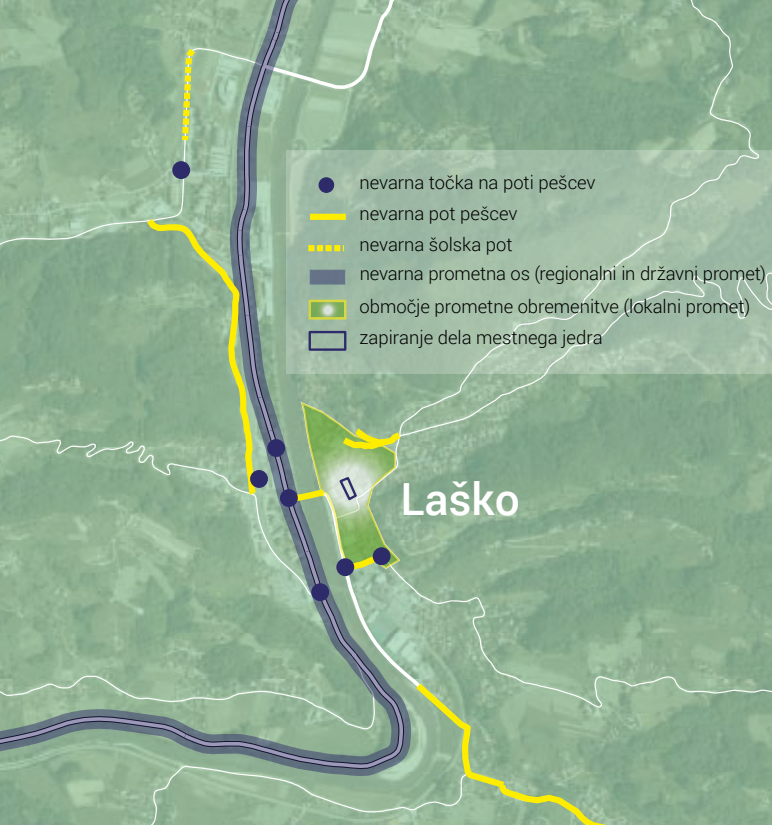 nevarna točka na poti pešcev
nevarna pot pešcev
nevarna šolska pot
nevarna prometna os (regionalni in državni promet)
območje prometne obremenitve (lokalni promet)
zapiranje dela mestnega jedra
Laško